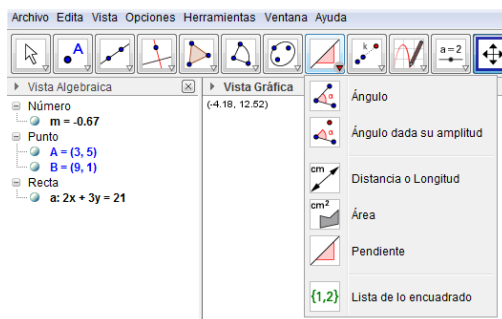 Archivo Edita Vista Opciones Herramientas Ventana Ayuda
A
α
k
a=2
Vista Algebraica
Vista Gráfica
Número
m = -0.67
Punto
A = (3, 5)
B = (9, 1)
Recta
a: 2x + 3y = 21
(-4.18, 12.52)
α
Ángulo
α
Ángulo dada su amplitud
cm
Distancia o Longitud
cm²
Área
Pendiente
{1,2}
Lista de lo encuadrado